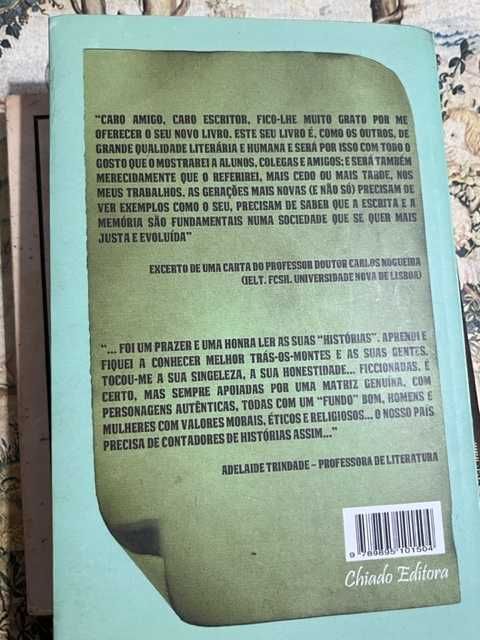 "CARO AMIGO, CARO ESCRITOR, FICO-LHE MUITO GRATO POR ME
OFERECER O SEU NOVO LIVRO. ESTE SEU LIVRO É, COMO OS OUTROS, DE
GRANDE QUALIDADE LITERÁRIA E HUMANA E SERÁ POR ISSO COM TODO O
GOSTO QUE O MOSTRAREI A ALUNOS, COLEGAS E AMIGOS; E SERÁ TAMBÉM
MERECIDAMENTE QUE O REFERIREI, MAIS CEDO OU MAIS TARDE, NOS
MEUS TRABALHOS. AS GERAÇÕES MAIS NOVAS (E NÃO SÓ) PRECISAM DE
VER EXEMPLOS COMO O SEU, PRECISAM DE SABER QUE A ESCRITA E A
MEMÓRIA SÃO FUNDAMENTAIS NUMA SOCIEDADE QUE SE QUER MAIS
JUSTA E EVOLUÍDA"
EXCERTO DE UMA CARTA DO PROFESSOR DOUTOR CARLOS NOGUEIRA
(IELT. FCSH. UNIVERSIDADE NOVA DE LISBOA)
"... FOI UM PRAZER E UMA HONRA LER AS SUAS "HISTÓRIAS". APRENDI E
FIQUEI A CONHECER MELHOR TRÁS-OS-MONTES E AS SUAS GENTES.
TOCOU-ME A SUA SINGELEZA, A SUA HONESTIDADE... FICCIONADAS, É
CERTO, MAS SEMPRE APOIADAS POR UMA MATRIZ GENUÍNA, COM
PERSONAGENS AUTÊNTICAS, TODAS COM UM "FUNDO" BOM, HOMENS E
MULHERES COM VALORES MORAIS, ÉTICOS E RELIGIOSOS... O NOSSO PAÍS
PRECISA DE CONTADORES DE HISTÓRIAS ASSIM..."
ADELAIDE TRINDADE – PROFESSORA DE LITERATURA
9 789895 101504
Chiado Editora